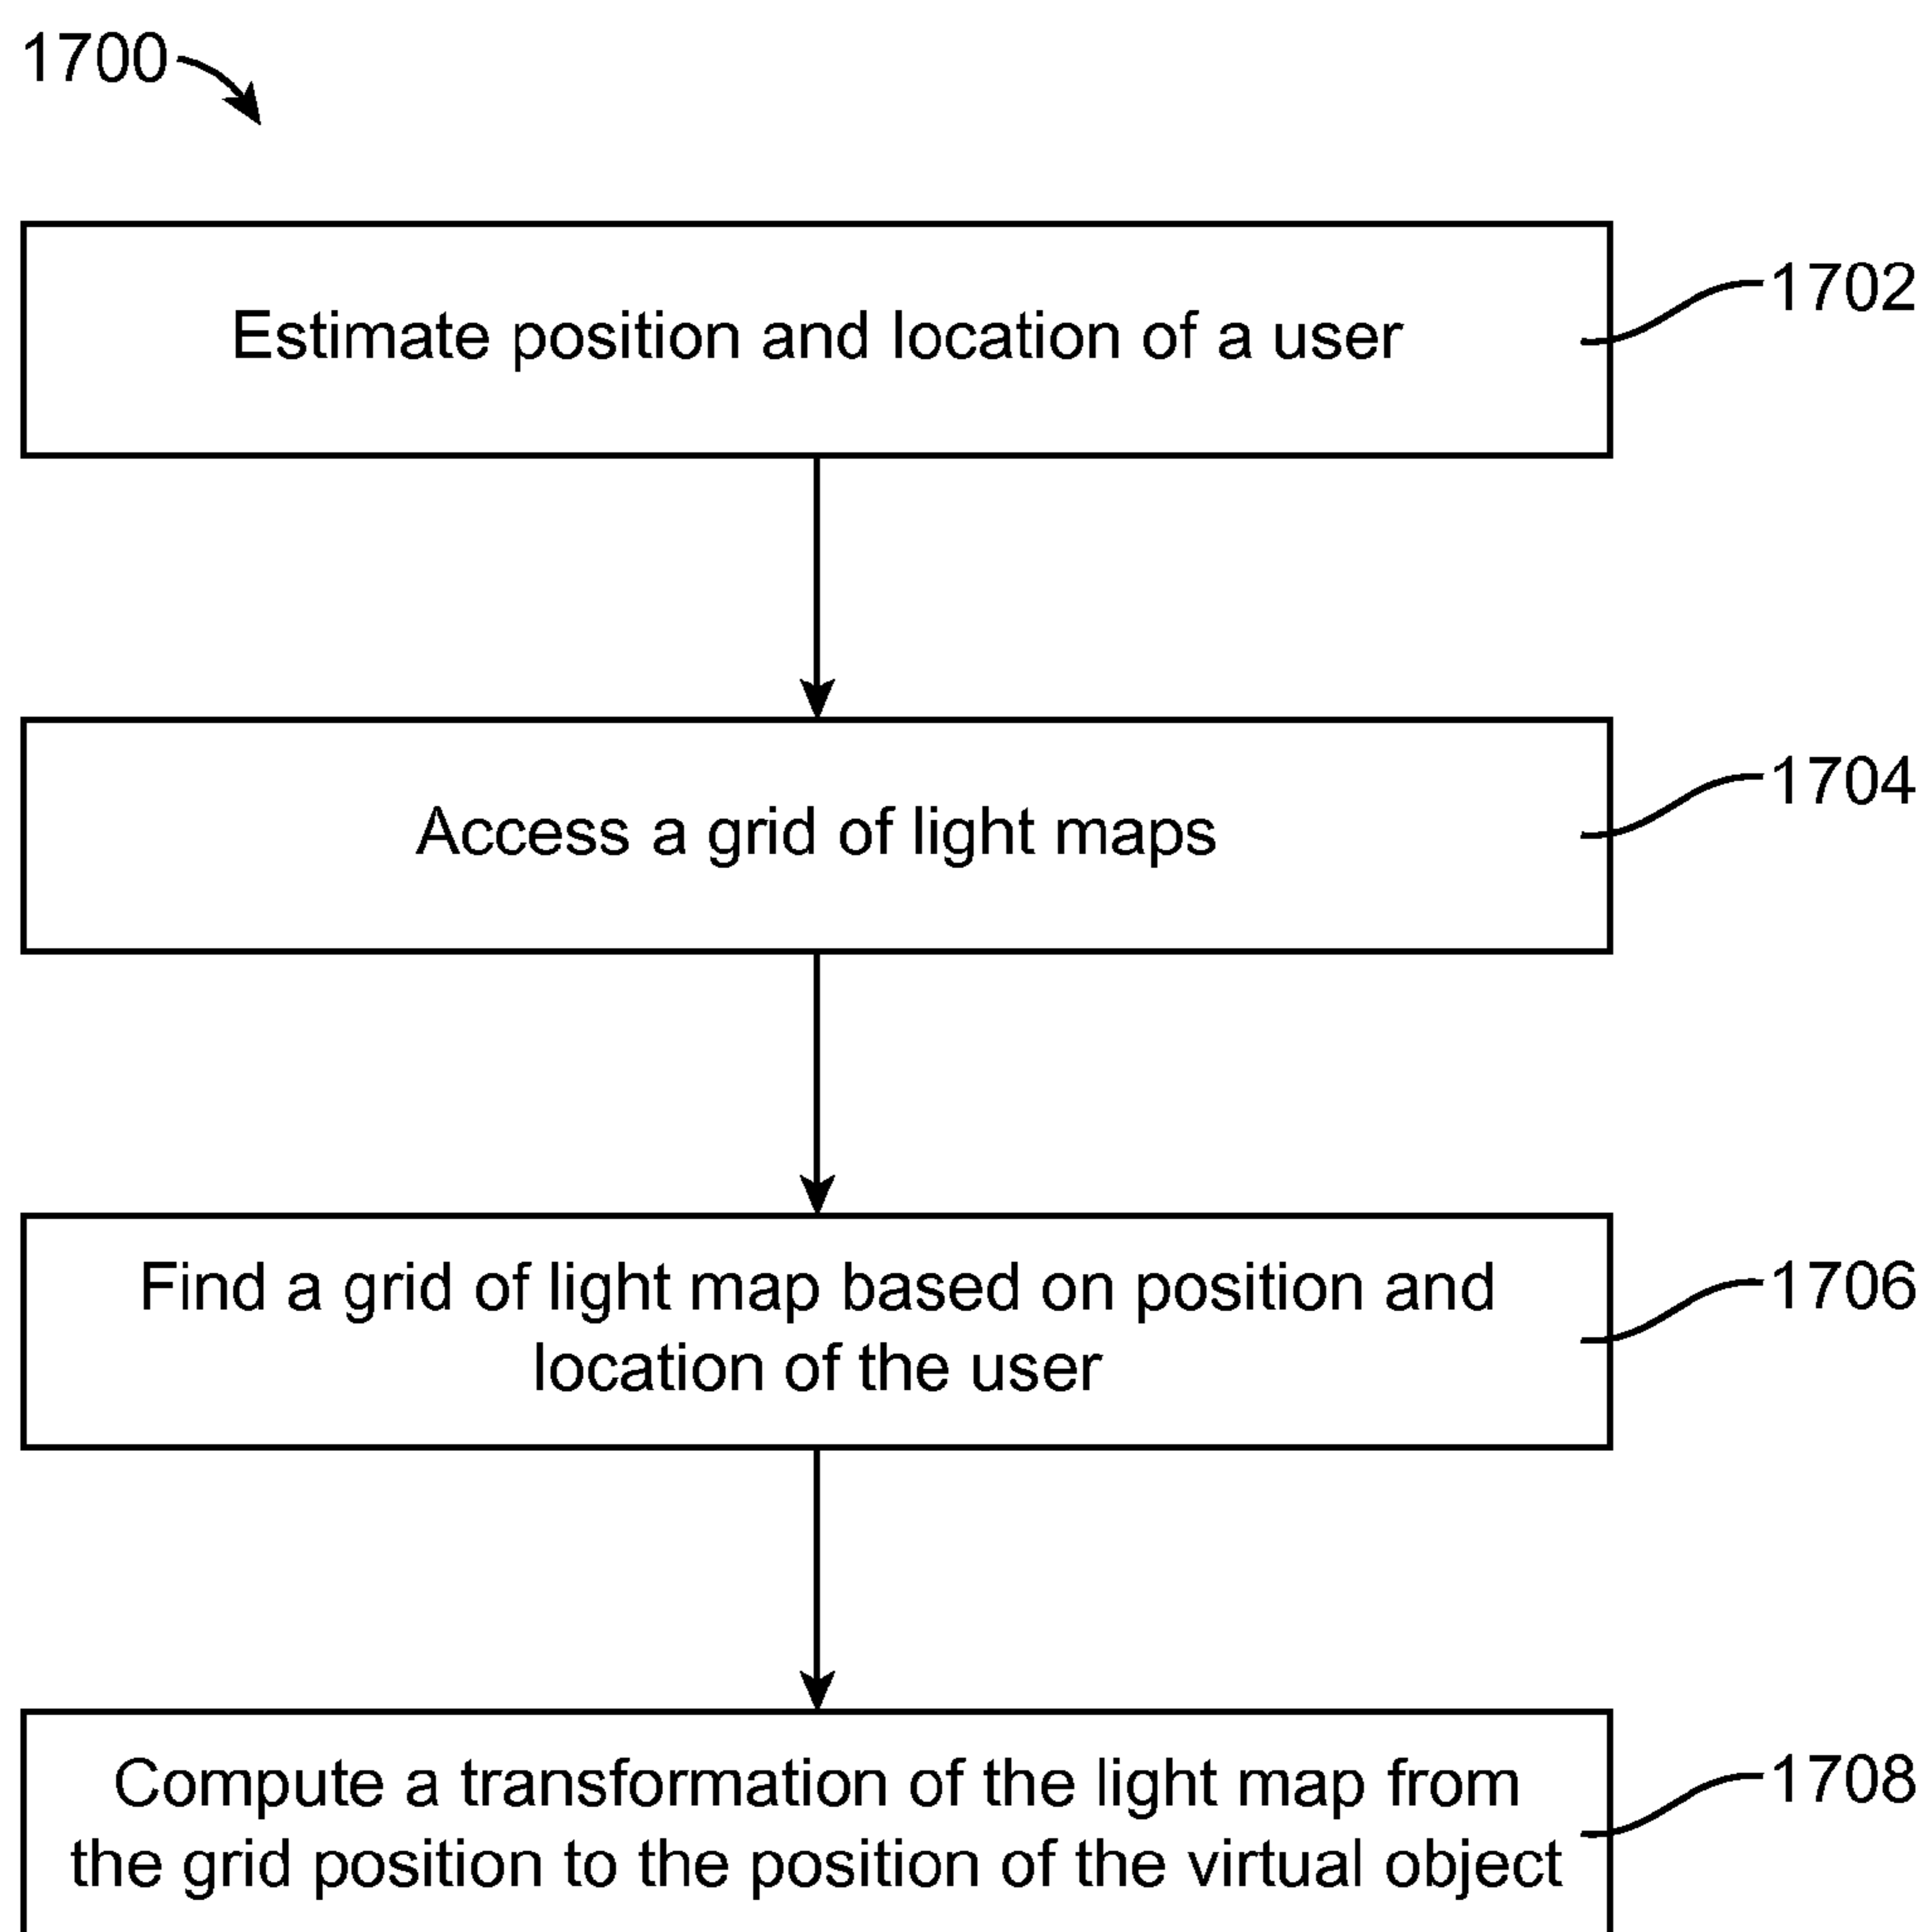 1700
Estimate position and location of a user
1702
Access a grid of light maps
1704
Find a grid of light map based on position and
location of the user
1706
Compute a transformation of the light map from
the grid position to the position of the virtual object
1708